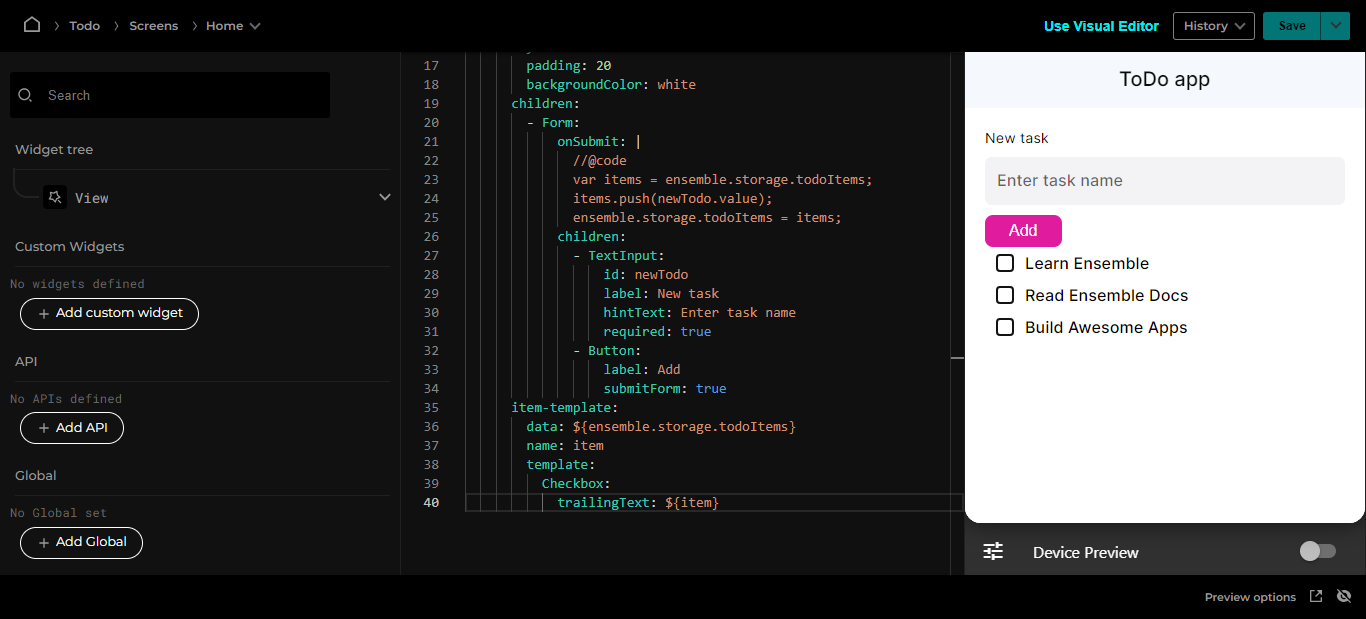 Todo
Screens
Home
Use Visual Editor
History
Save
Search
Widget tree
View
Custom Widgets
No widgets defined
+ Add custom widget
API
No APIs defined
+ Add API
Global
No Global set
+ Add Global
17 padding: 20
18 backgroundColor: white
19 children:
20 - Form:
21 onSubmit: |
22 //@code
23 var items = ensemble.storage.todoItems;
24 items.push(newTodo.value);
25 ensemble.storage.todoItems = items;
26 children:
27 - TextInput:
28 id: newTodo
29 label: New task
30 hintText: Enter task name
31 required: true
32 - Button:
33 label: Add
34 submitForm: true
35 item-template:
36 data: ${ensemble.storage.todoItems}
37 name: item
38 template:
39 Checkbox:
40 trailingText: ${item}
ToDo app
New task
Enter task name
Add
Learn Ensemble
Read Ensemble Docs
Build Awesome Apps
Device Preview
Preview options